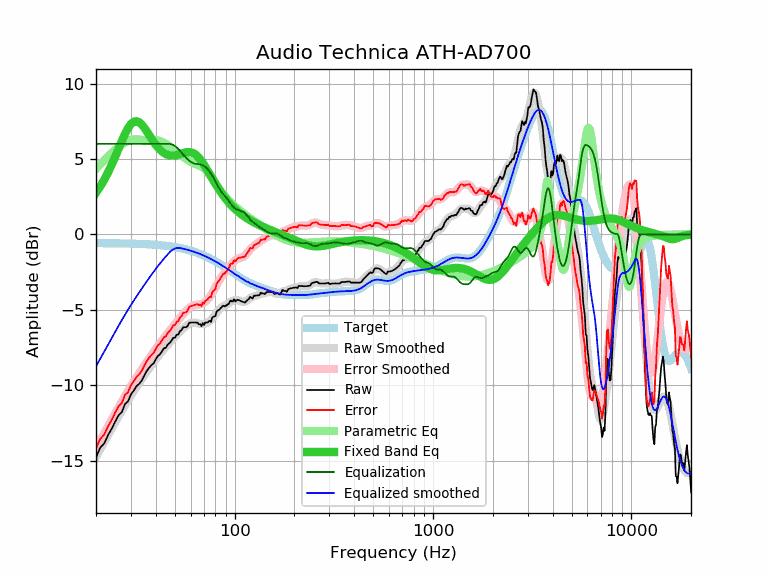 Audio Technica ATH-AD700
Amplitude (dBr)
10
5
0
−5
−10
−15
Target
Raw Smoothed
Error Smoothed
Raw
Error
Parametric Eq
Fixed Band Eq
Equalization
Equalized smoothed
100
1000
10000
Frequency (Hz)